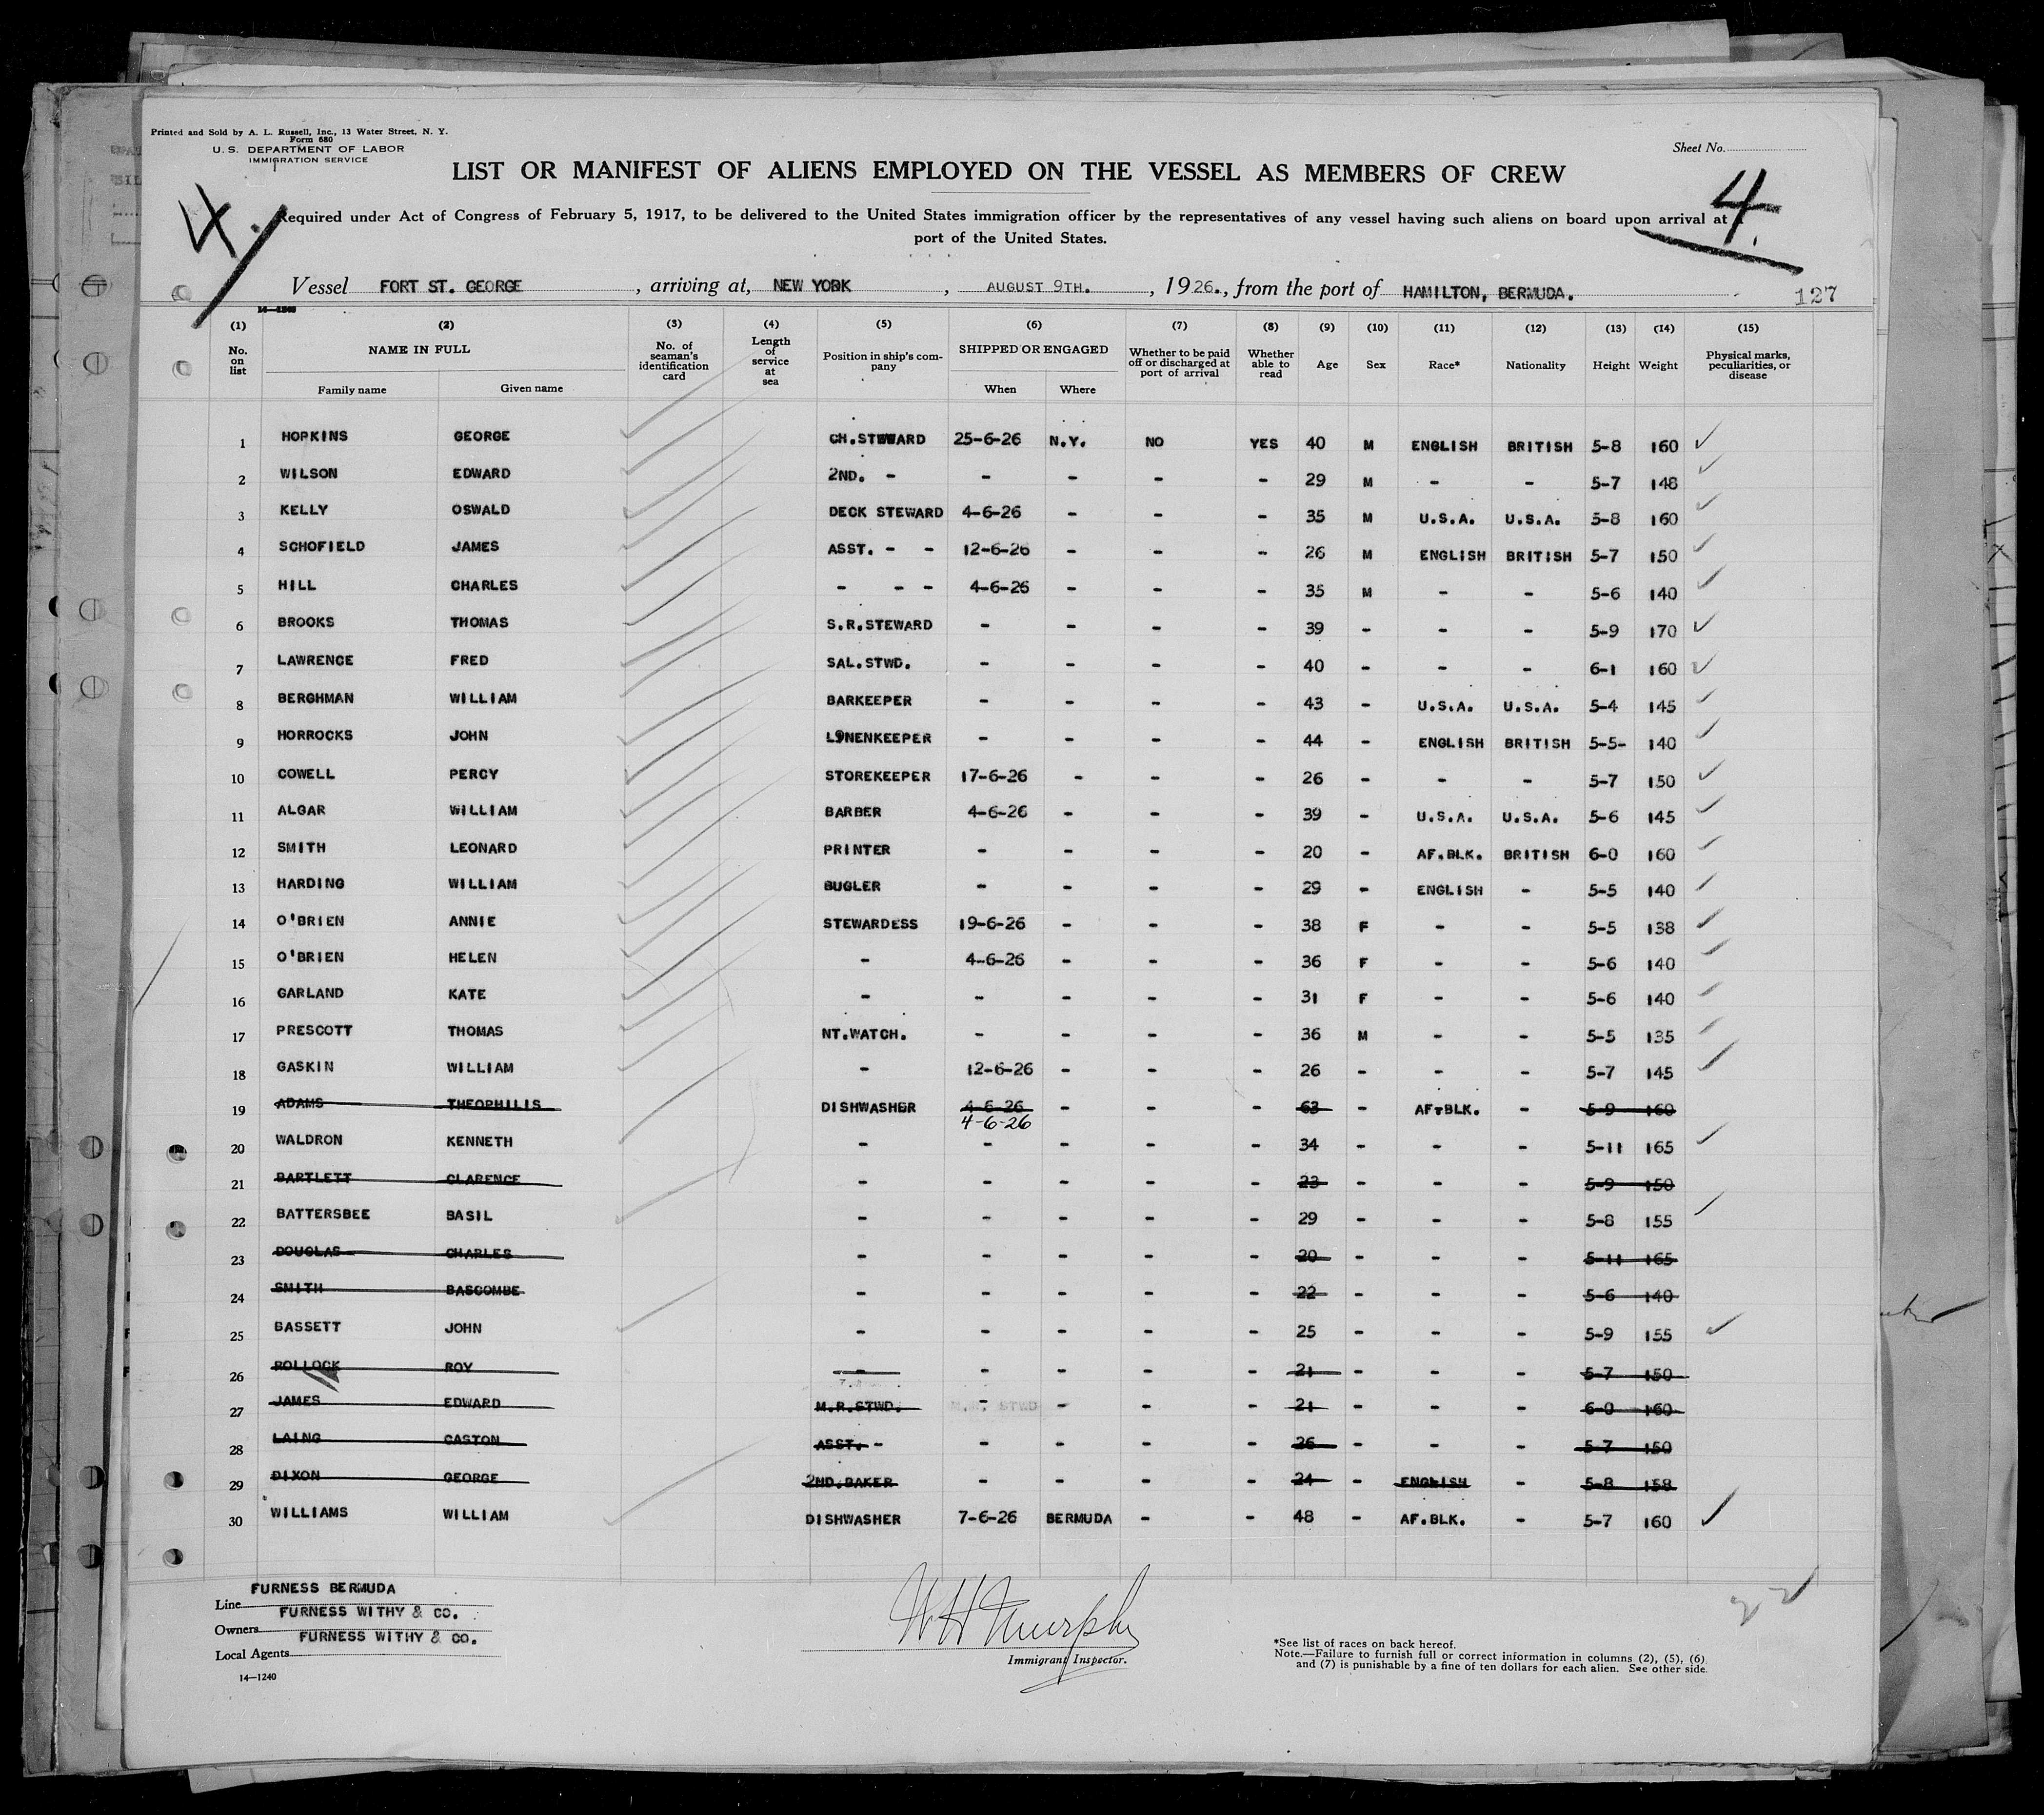 Printed and Sold by A. L. Russell, Inc., 13 Water Street, N. Y.
Form 680
U. S. DEPARTMENT OF LABOR
IMMIGRATION SERVICE
Sheet No.
LIST OR MANIFEST OF ALIENS EMPLOYED ON THE VESSEL AS MEMBERS OF CREW
4. 4.
Required under Act of Congress of February 5, 1917, to be delivered to the United States immigration officer by the representatives of any vessel having such aliens on board upon arrival at a
port of the United States.
Vessel FORT ST. GEORGE, arriving at, NEW YORK, AUGUST 9TH., 1926., from the port of HAMILTON, BERMUDA.
127
14—1240
(1) (2) (3) (4) (5) (6) (7) (8) (9) (10) (11) (12) (13) (14) (15)
No. on list NAME IN FULL Family name Given name No. of seaman's identification card Length of service at sea Position in ship's company SHIPPED OR ENGAGED When Where Whether to be paid off or discharged at port of arrival Whether able to read Age Sex Race* Nationality Height Weight Physical marks, peculiarities, or disease
1 HOPKINS GEORGE CH.STEWARD 25-6-26 N.Y. NO YES 40 M ENGLISH BRITISH 5-8 160 ✓
2 WILSON EDWARD 2ND. - - - - - 29 M - - 5-7 148 ✓
3 KELLY OSWALD DECK STEWARD 4-6-26 - - - 35 M U.S.A. U.S.A. 5-8 160 ✓
4 SCHOFIELD JAMES ASST. - - 12-6-26 - - - 26 M ENGLISH BRITISH 5-7 150 ✓
5 HILL CHARLES - - - 4-6-26 - - - 35 M - - 5-6 140 ✓
6 BROOKS THOMAS S.R.STEWARD - - - - 39 - - - 5-9 170 ✓
7 LAWRENCE FRED SAL.STWD. - - - - 40 - - - 6-1 160 ✓
8 BERGHMAN WILLIAM BARKEEPER - - - - 43 - U.S.A. U.S.A. 5-4 145 ✓
9 HORROCKS JOHN LINENKEEPER - - - - 44 - ENGLISH BRITISH 5-5- 140 ✓
10 COWELL PERCY STOREKEEPER 17-6-26 - - - 26 - - - 5-7 150 ✓
11 ALGAR WILLIAM BARBER 4-6-26 - - - 39 - U.S.A. U.S.A. 5-6 145 ✓
12 SMITH LEONARD PRINTER - - - - 20 - AF.BLK. BRITISH 6-0 160 ✓
13 HARDING WILLIAM BUGLER - - - - 29 - ENGLISH - 5-5 140 ✓
14 O'BRIEN ANNIE STEWARDESS 19-6-26 - - - 38 F - - 5-5 138 ✓
15 O'BRIEN HELEN - 4-6-26 - - - 36 F - - 5-6 140 ✓
16 GARLAND KATE - - - - - 31 F - - 5-6 140 ✓
17 PRESCOTT THOMAS NT.WATCH. - - - - 36 M - - 5-5 135 ✓
18 GASKIN WILLIAM - 12-6-26 - - - 26 - - - 5-7 145 ✓
19 ADAMS THEOPHILIS DISHWASHER 4-6-26 - - - 63 - AF.BLK. - 5-9 160
4-6-26
20 WALDRON KENNETH - - - - - 34 - - - 5-11 165 ✓
21 BARTLETT CLARENCE - - - - - 23 - - - 5-9 150
22 BATTERSBEE BASIL - - - - - 29 - - - 5-8 155 ✓
23 DOUGLAS CHARLES - - - - - 20 - - - 5-11 165
24 SMITH BASCOMBE - - - - - 22 - - - 5-6 140
25 BASSETT JOHN - - - - - 25 - - - 5-9 155 ✓
26 POLLOCK ROY - - - - - 21 - - - 5-7 150
27 JAMES EDWARD M.R.STWD. - - - - 21 - - - 6-0 160
28 LAING CASTON ASST. - - - - - 26 - - - 5-7 150
29 DIXON GEORGE 2ND.BAKER - - - - 24 - ENGLISH - 5-8 158
30 WILLIAMS WILLIAM DISHWASHER 7-6-26 BERMUDA - - 48 - AF.BLK. - 5-7 160 ✓
22
Line FURNESS BERMUDA
Owners FURNESS WITHY & CO.
Local Agents FURNESS WITHY & CO.
14—1240
W H Murphy
Immigrant Inspector.
*See list of races on back hereof.
Note.—Failure to furnish full or correct information in columns (2), (5), (6)
and (7) is punishable by a fine of ten dollars for each alien. See other side.